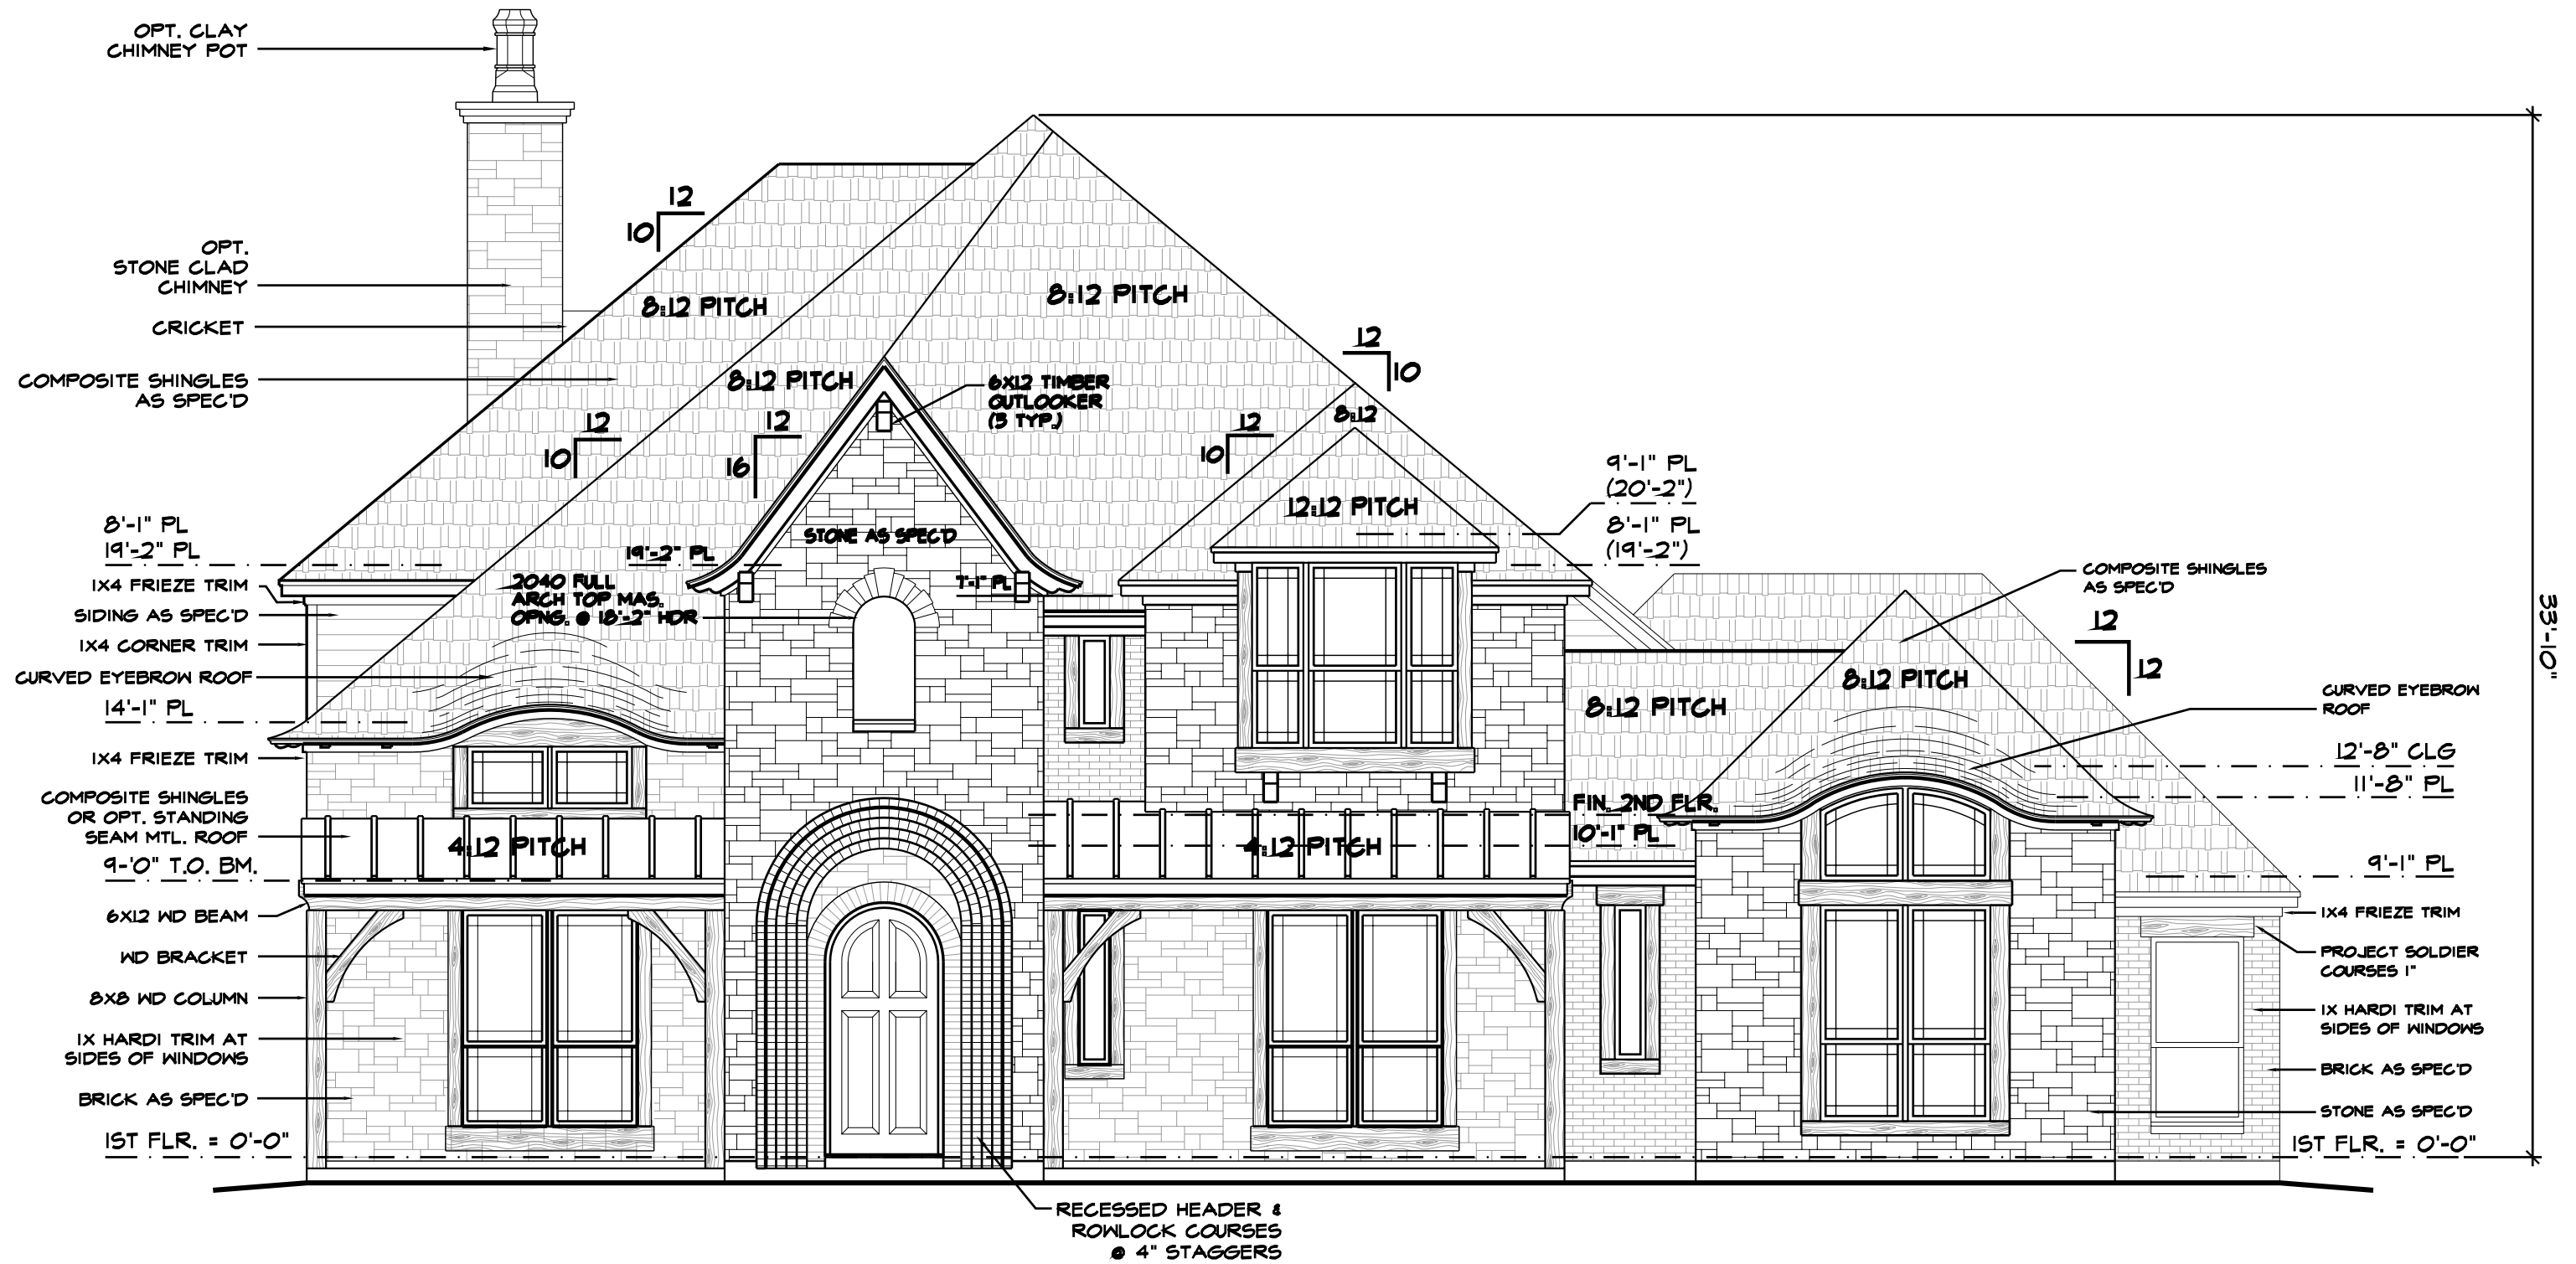 OPT. CLAY
CHIMNEY POT
OPT.
STONE CLAD
CHIMNEY
CRICKET
COMPOSITE SHINGLES
AS SPEC'D
8'-1" PL
19'-2" PL
1X4 FRIEZE TRIM
SIDING AS SPEC'D
1X4 CORNER TRIM
CURVED EYEBROW ROOF
14'-1" PL
1X4 FRIEZE TRIM
COMPOSITE SHINGLES
OR OPT. STANDING
SEAM MTL. ROOF
9-'0" T.O. BM.
6X12 WD BEAM
WD BRACKET
8X8 WD COLUMN
1X HARDI TRIM AT
SIDES OF WINDOWS
BRICK AS SPEC'D
1ST FLR. = 0'-0"
12
10
8:12 PITCH
8:12 PITCH
12
10
8:12 PITCH
12
10
12
16
6X12 TIMBER
OUTLOOKER
(3 TYP.)
STONE AS SPEC'D
19'-2" PL
7'-1" PL
2040 FULL
ARCH TOP MAS.
OPNG. @ 18'-2" HDR
12
10
8:12
12:12 PITCH
9'-1" PL
(20'-2")
8'-1" PL
(19'-2")
4:12 PITCH
4:12 PITCH
FIN. 2ND FLR.
10'-1" PL
8:12 PITCH
8:12 PITCH
COMPOSITE SHINGLES
AS SPEC'D
12
12
CURVED EYEBROW
ROOF
12'-8" CLG
11'-8" PL
9'-1" PL
1X4 FRIEZE TRIM
PROJECT SOLDIER
COURSES 1"
1X HARDI TRIM AT
SIDES OF WINDOWS
BRICK AS SPEC'D
STONE AS SPEC'D
1ST FLR. = 0'-0"
33'-10"
RECESSED HEADER &
ROWLOCK COURSES
@ 4" STAGGERS